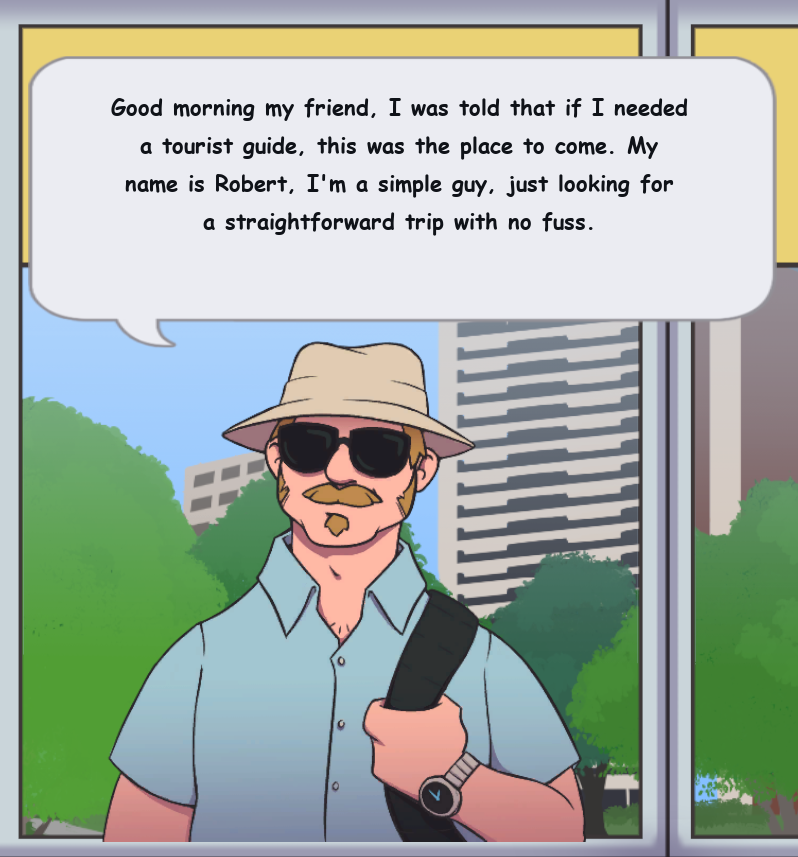 Good morning my friend, I was told that if I needed
a tourist guide, this was the place to come. My
name is Robert, I'm a simple guy, just looking for
a straightforward trip with no fuss.